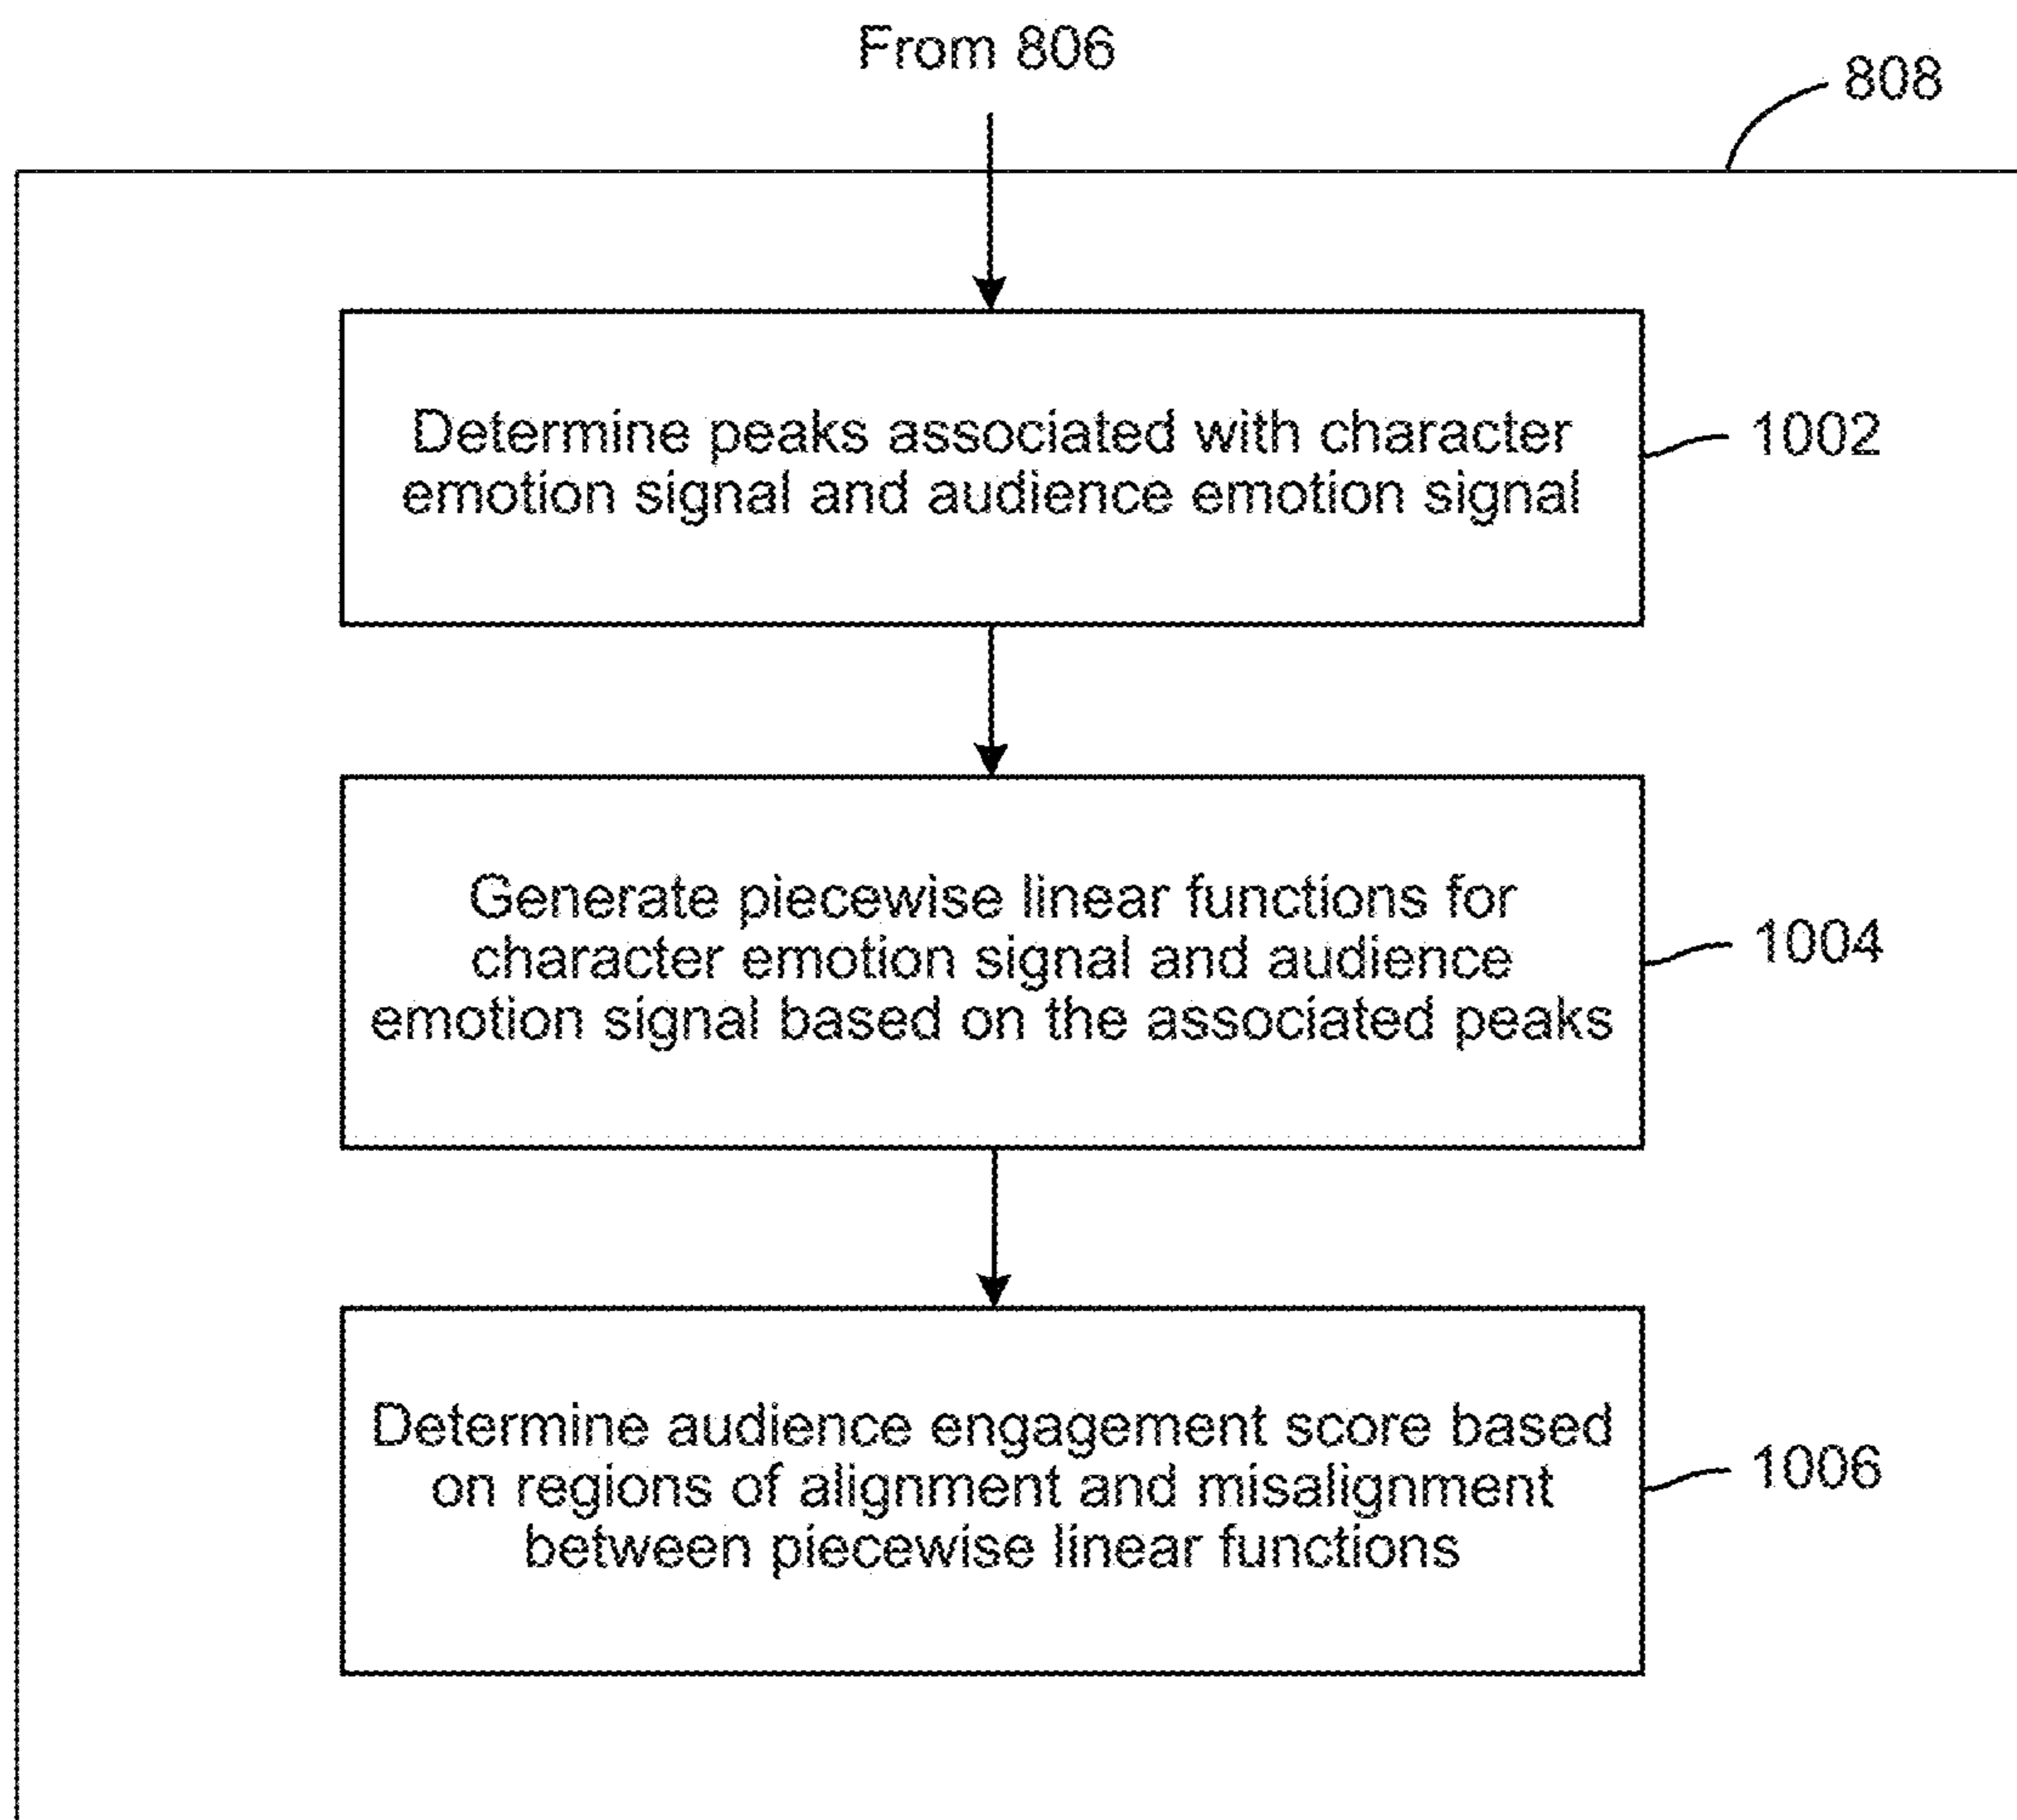 From 806
808
Determine peaks associated with character
emotion signal and audience emotion signal
1002
Generate piecewise linear functions for
character emotion signal and audience
emotion signal based on the associated peaks
1004
Determine audience engagement score based
on regions of alignment and misalignment
between piecewise linear functions
1006